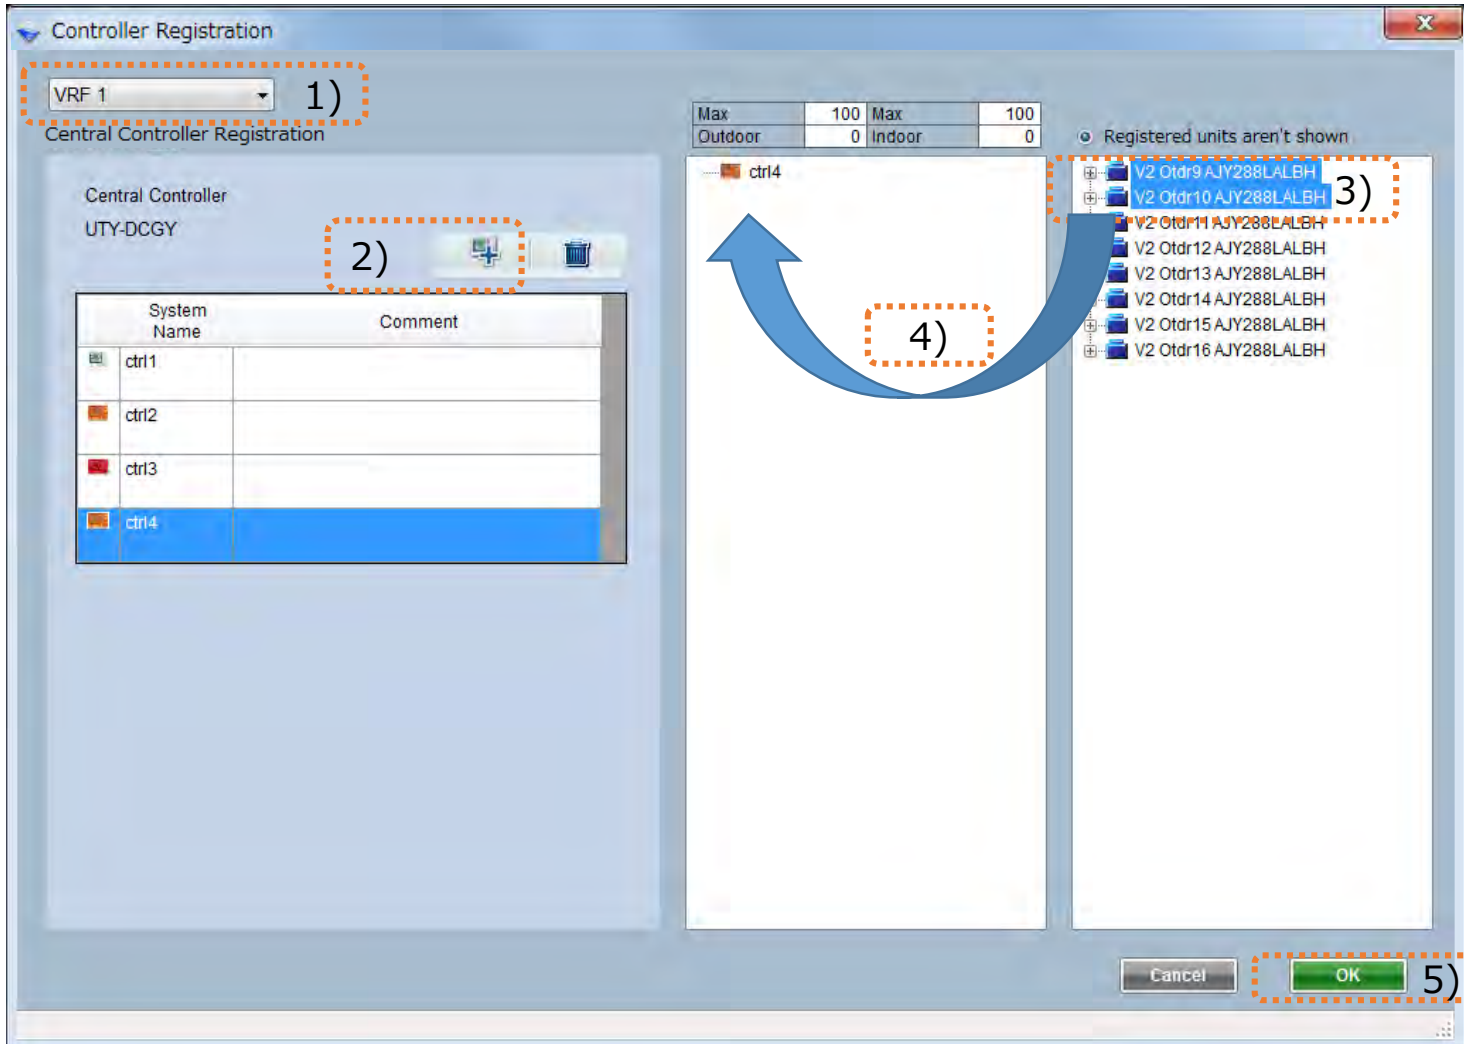 Controller Registration
VRF 1
1)
Central Controller Registration
Central Controller
UTY-DCGY
2)
System Name
Comment
ctrl1
ctrl2
ctrl3
ctrl4
Max 100 Max 100
Outdoor 0 Indoor 0
ctrl4
4)
Registered units aren't shown
V2 Otdr9 AJY288LALBH
V2 Otdr10 AJY288LALBH
3)
V2 Otdr11 AJY288LALBH
V2 Otdr12 AJY288LALBH
V2 Otdr13 AJY288LALBH
V2 Otdr14 AJY288LALBH
V2 Otdr15 AJY288LALBH
V2 Otdr16 AJY288LALBH
Cancel
OK
5)